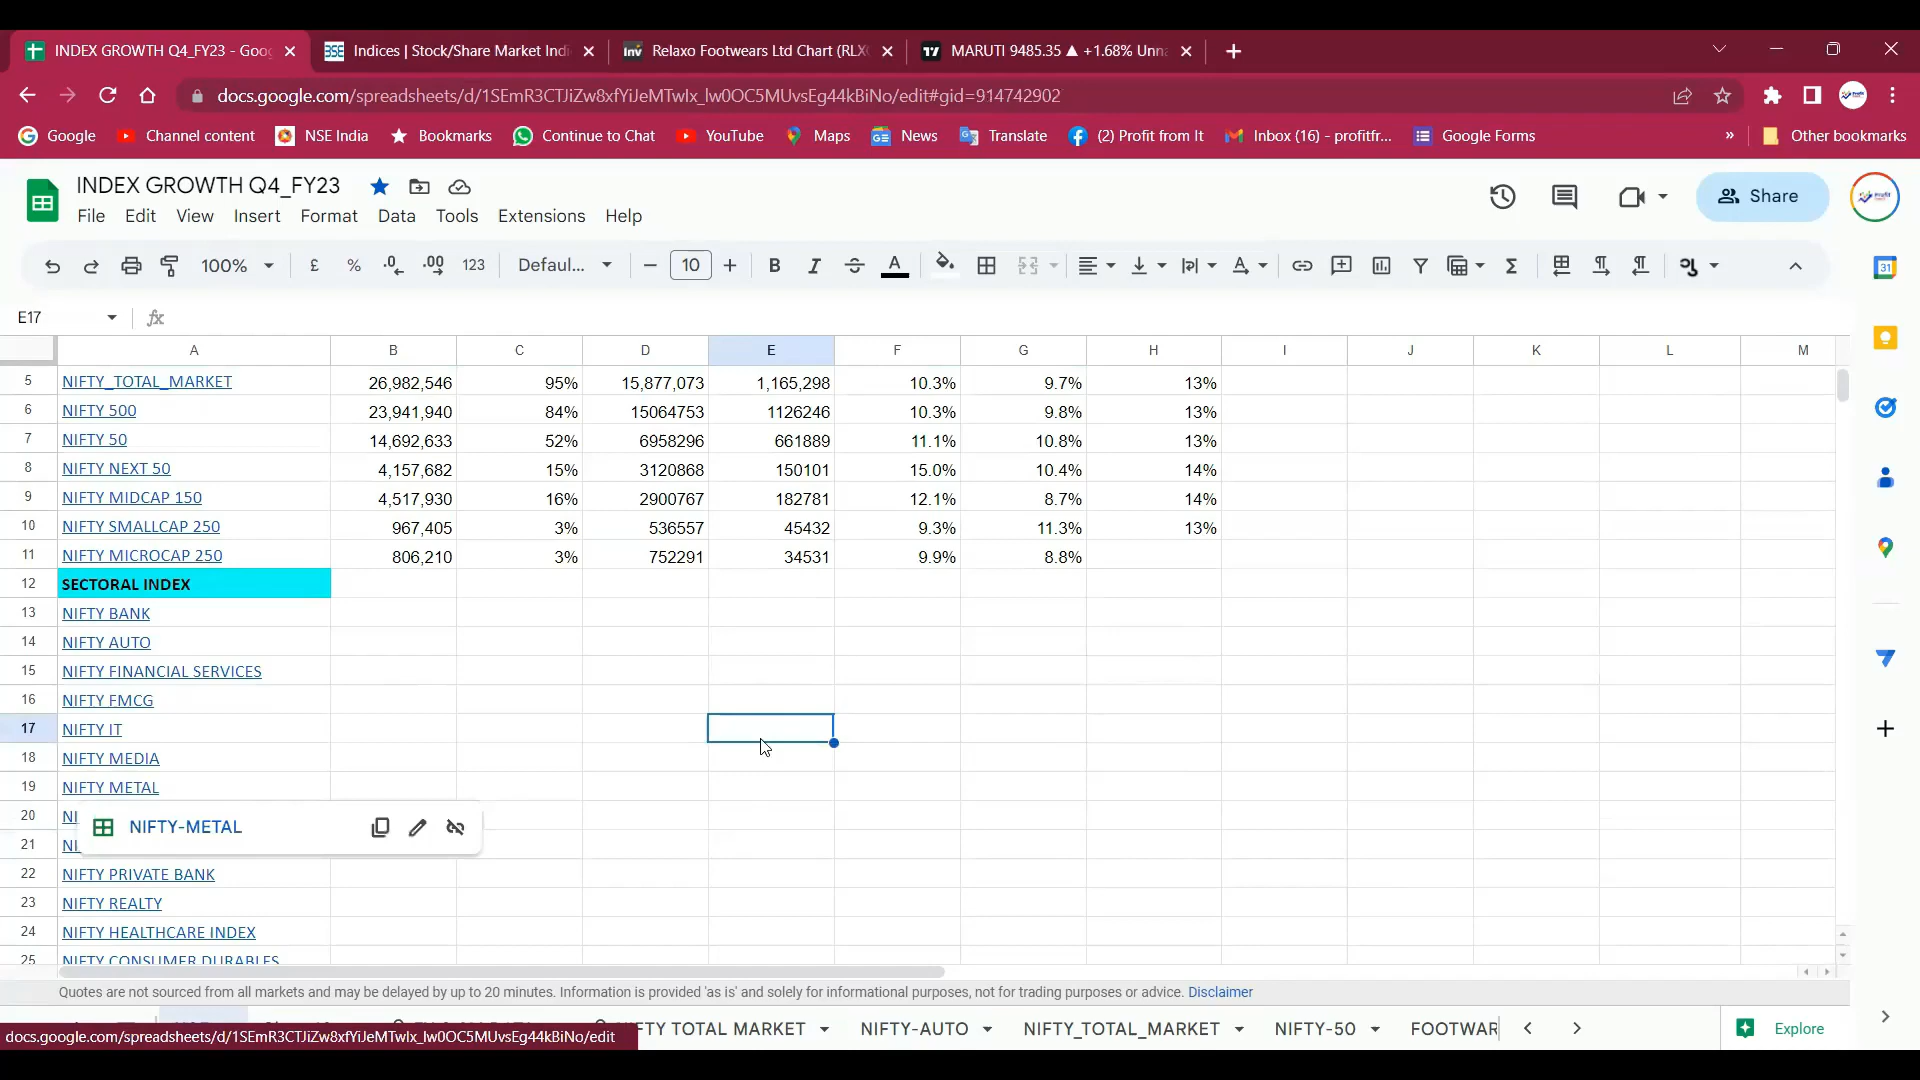 INDEX GROWTH Q4_FY23 - Goog
Indices | Stock/Share Market Indi
Relaxo Footwears Ltd Chart (RLX
MARUTI 9485.35 ▲ +1.68% Unna
docs.google.com/spreadsheets/d/1SEmR3CTJiZw8xfYiJeMTwIx_lw0OC5MUvsEg44kBiNo/edit#gid=914742902
Google Channel content NSE India Bookmarks Continue to Chat YouTube Maps News Translate (2) Profit from It Inbox (16) - profitfr... Google Forms » Other bookmarks
INDEX GROWTH Q4_FY23
File Edit View Insert Format Data Tools Extensions Help
Share
100% £ % .0 .00 123 Defaul... 10 B I A Σ
31
E17 fx
A B C D E F G H I J K L M
5 NIFTY_TOTAL_MARKET 26,982,546 95% 15,877,073 1,165,298 10.3% 9.7% 13%
6 NIFTY 500 23,941,940 84% 15064753 1126246 10.3% 9.8% 13%
7 NIFTY 50 14,692,633 52% 6958296 661889 11.1% 10.8% 13%
8 NIFTY NEXT 50 4,157,682 15% 3120868 150101 15.0% 10.4% 14%
9 NIFTY MIDCAP 150 4,517,930 16% 2900767 182781 12.1% 8.7% 14%
10 NIFTY SMALLCAP 250 967,405 3% 536557 45432 9.3% 11.3% 13%
11 NIFTY MICROCAP 250 806,210 3% 752291 34531 9.9% 8.8%
12 SECTORAL INDEX
13 NIFTY BANK
14 NIFTY AUTO
15 NIFTY FINANCIAL SERVICES
16 NIFTY FMCG
17 NIFTY IT
18 NIFTY MEDIA
19 NIFTY METAL
20 NI
NIFTY-METAL
21 NI
22 NIFTY PRIVATE BANK
23 NIFTY REALTY
24 NIFTY HEALTHCARE INDEX
25 NIFTY CONSUMER DURABLES
Quotes are not sourced from all markets and may be delayed by up to 20 minutes. Information is provided 'as is' and solely for informational purposes, not for trading purposes or advice. Disclaimer
FTY TOTAL MARKET NIFTY-AUTO NIFTY_TOTAL_MARKET NIFTY-50 FOOTWAR Explore
docs.google.com/spreadsheets/d/1SEmR3CTJiZw8xfYiJeMTwIx_lw0OC5MUvsEg44kBiNo/edit